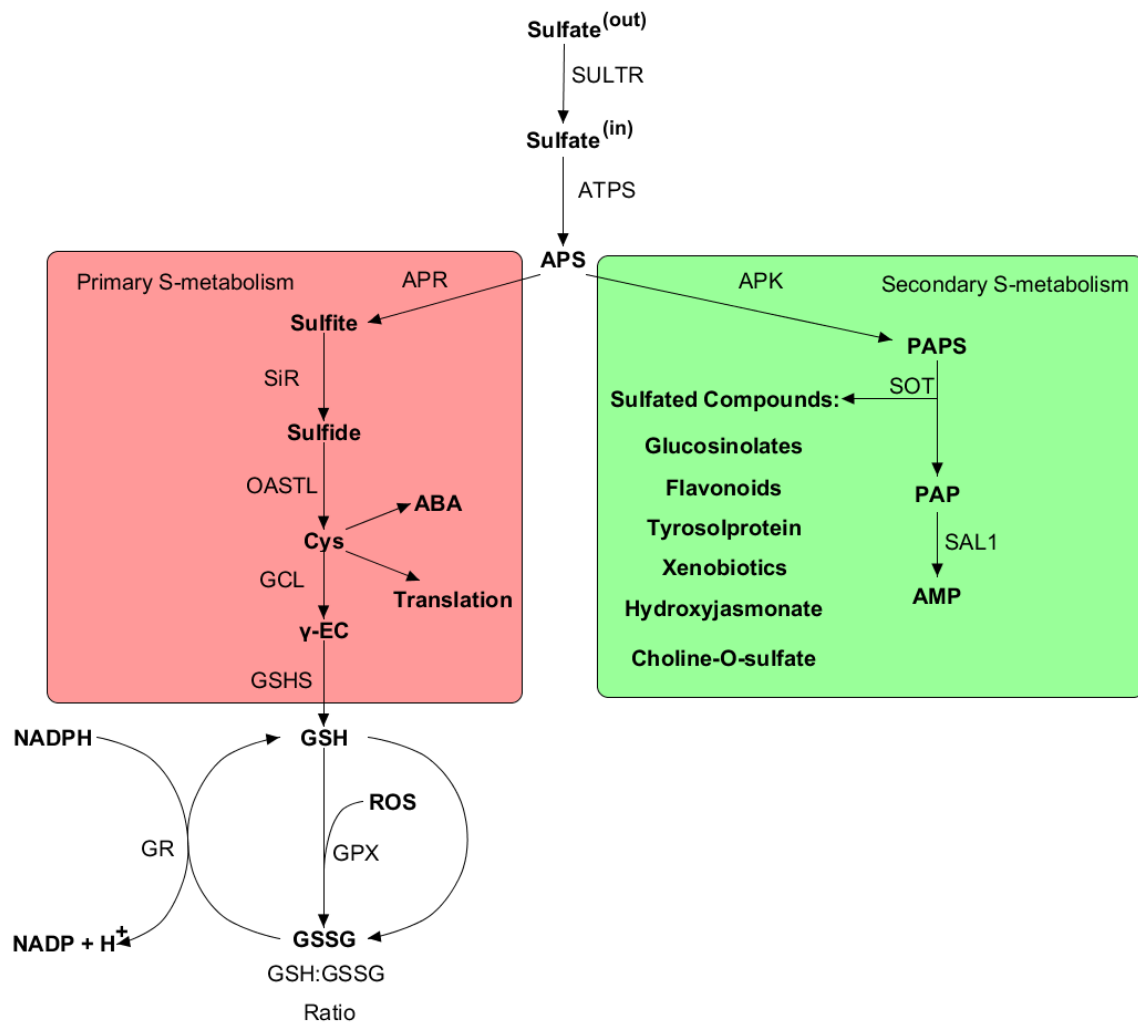 Sulfate(out)
SULTR
Sulfate(in)
ATPS
APS
Primary S-metabolism
APR
Sulfite
SiR
Sulfide
OASTL
ABA
Cys
GCL
Translation
γ-EC
GSHS
APK
Secondary S-metabolism
PAPS
SOT
Sulfated Compounds:
Glucosinolates
Flavonoids
Tyrosolprotein
Xenobiotics
Hydroxyjasmonate
Choline-O-sulfate
PAP
SAL1
AMP
NADPH
GSH
ROS
GR
GPX
NADP + H+
GSSG
GSH:GSSG
Ratio